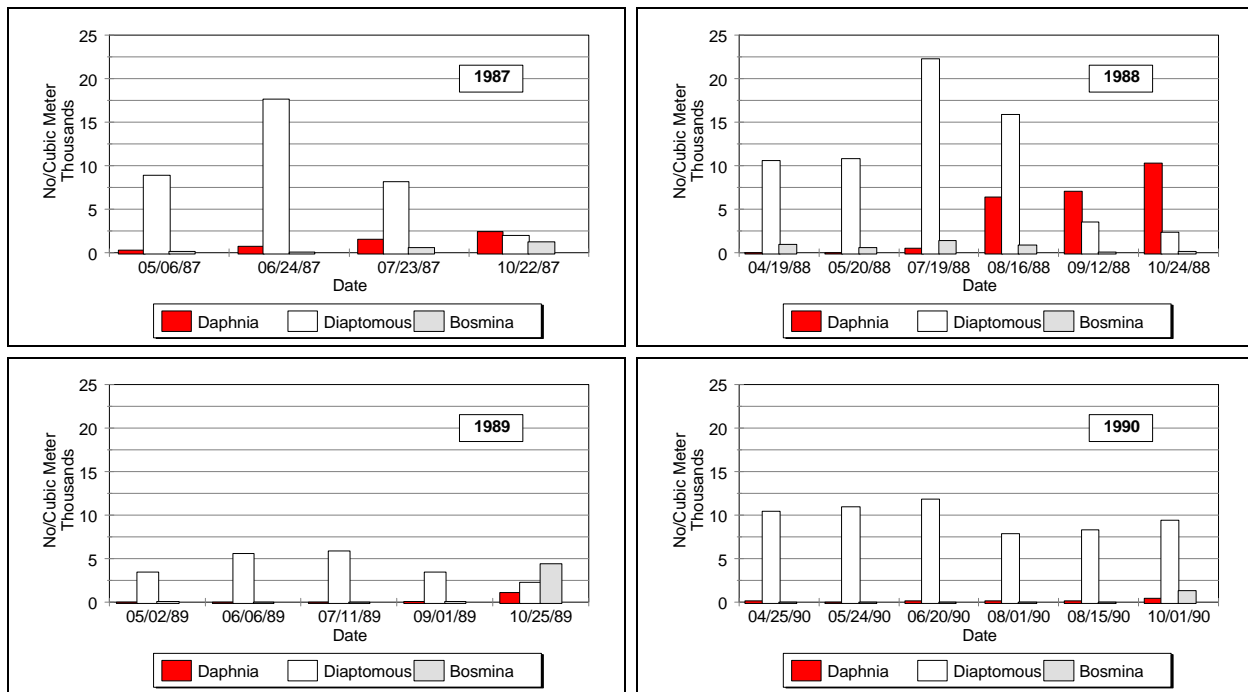 1987
No/Cubic Meter
Thousands
25
20
15
10
5
0
05/06/87 06/24/87 07/23/87 10/22/87
Date
Daphnia Diaptomous Bosmina
1988
No/Cubic Meter
Thousands
25
20
15
10
5
0
04/19/88 05/20/88 07/19/88 08/16/88 09/12/88 10/24/88
Date
Daphnia Diaptomous Bosmina
1989
No/Cubic Meter
Thousands
25
20
15
10
5
0
05/02/89 06/06/89 07/11/89 09/01/89 10/25/89
Date
Daphnia Diaptomous Bosmina
1990
No/Cubic Meter
Thousands
25
20
15
10
5
0
04/25/90 05/24/90 06/20/90 08/01/90 08/15/90 10/01/90
Date
Daphnia Diaptomous Bosmina